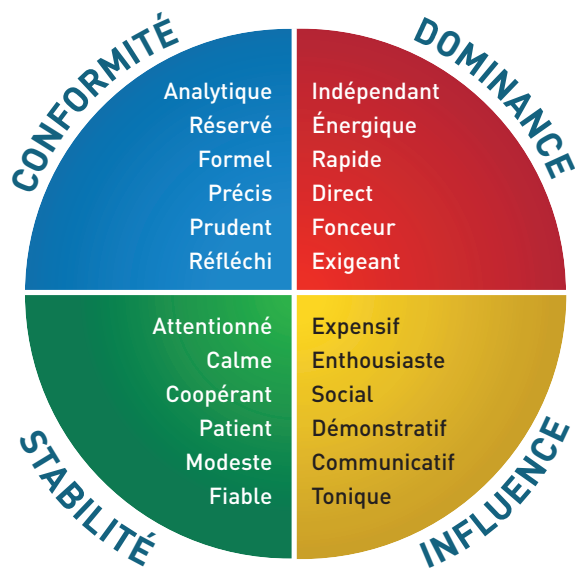 CONFORMITÉ
Analytique
Réservé
Formel
Précis
Prudent
Réfléchi
DOMINANCE
Indépendant
Énergique
Rapide
Direct
Fonceur
Exigeant
STABILITÉ
Attentionné
Calme
Coopérant
Patient
Modeste
Fiable
INFLUENCE
Expensif
Enthousiaste
Social
Démonstratif
Communicatif
Tonique